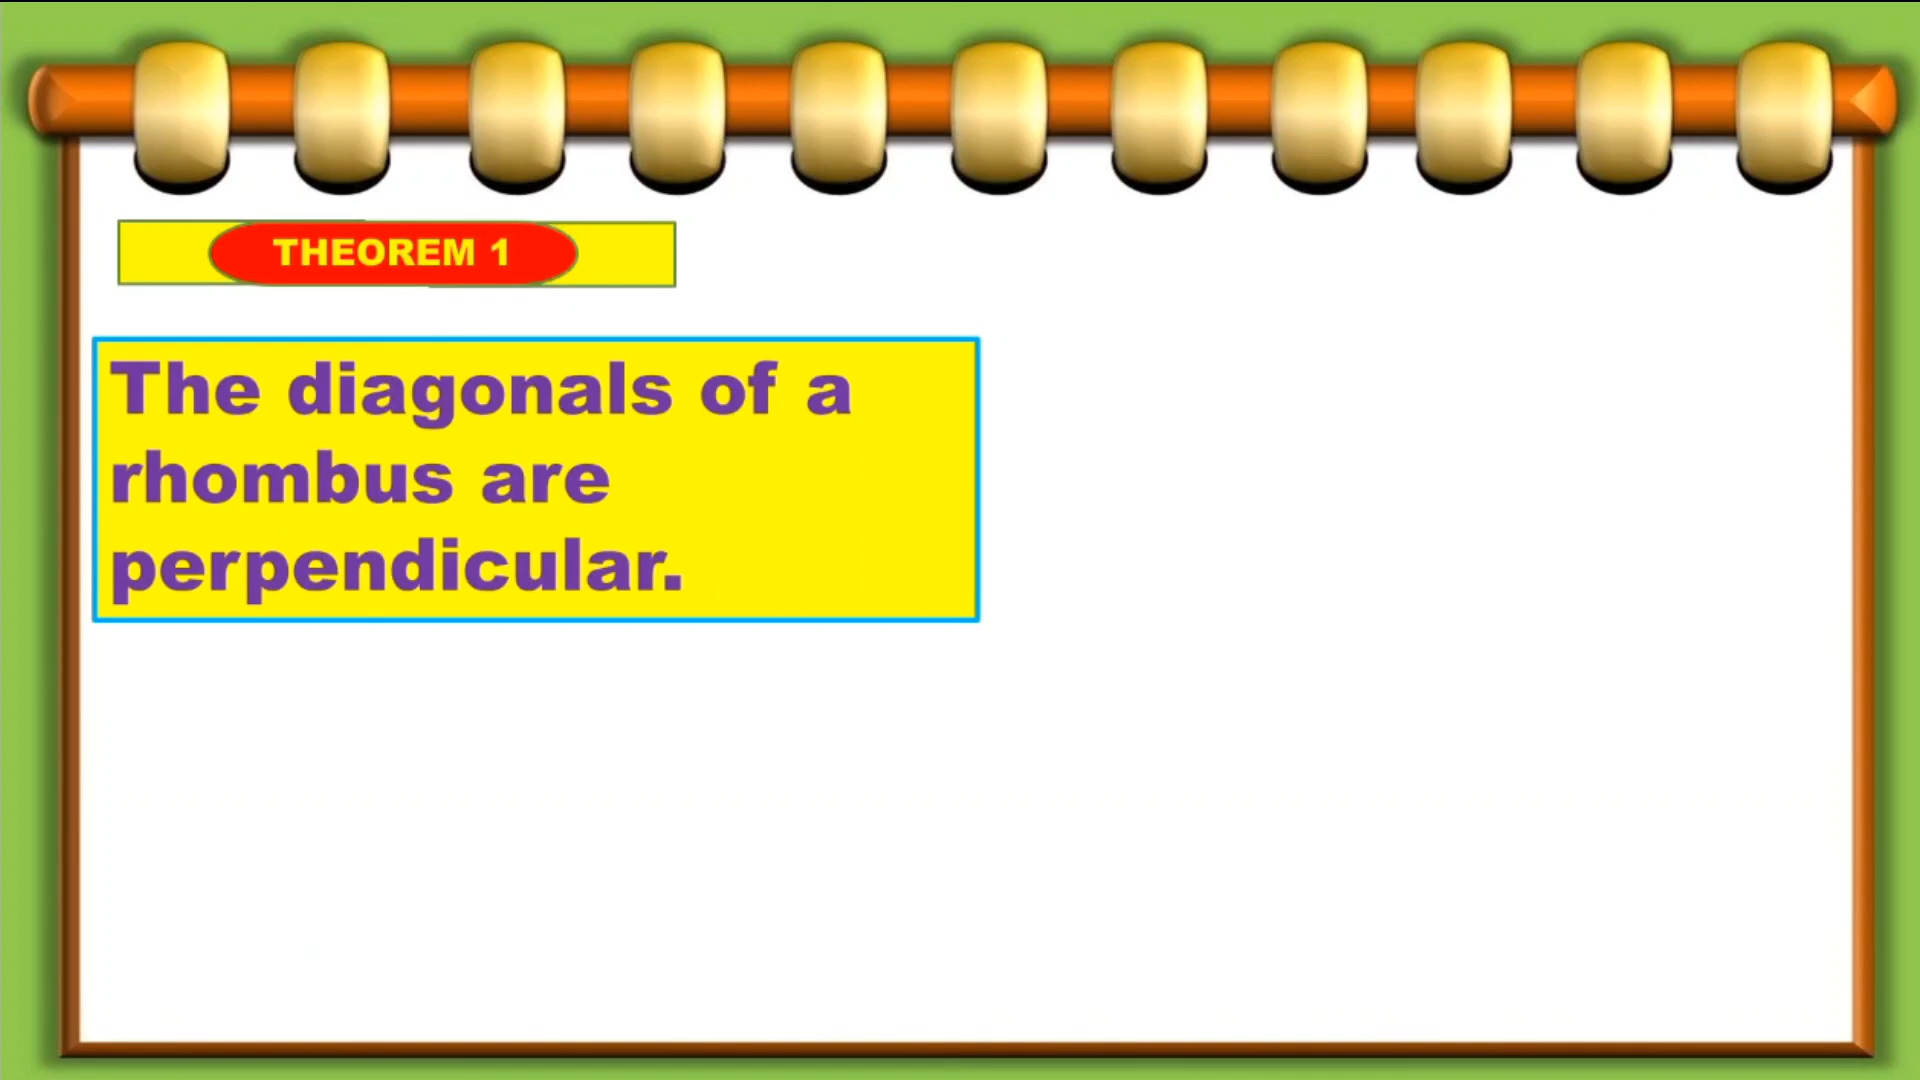 THEOREM 1
The diagonals of a
rhombus are
perpendicular.